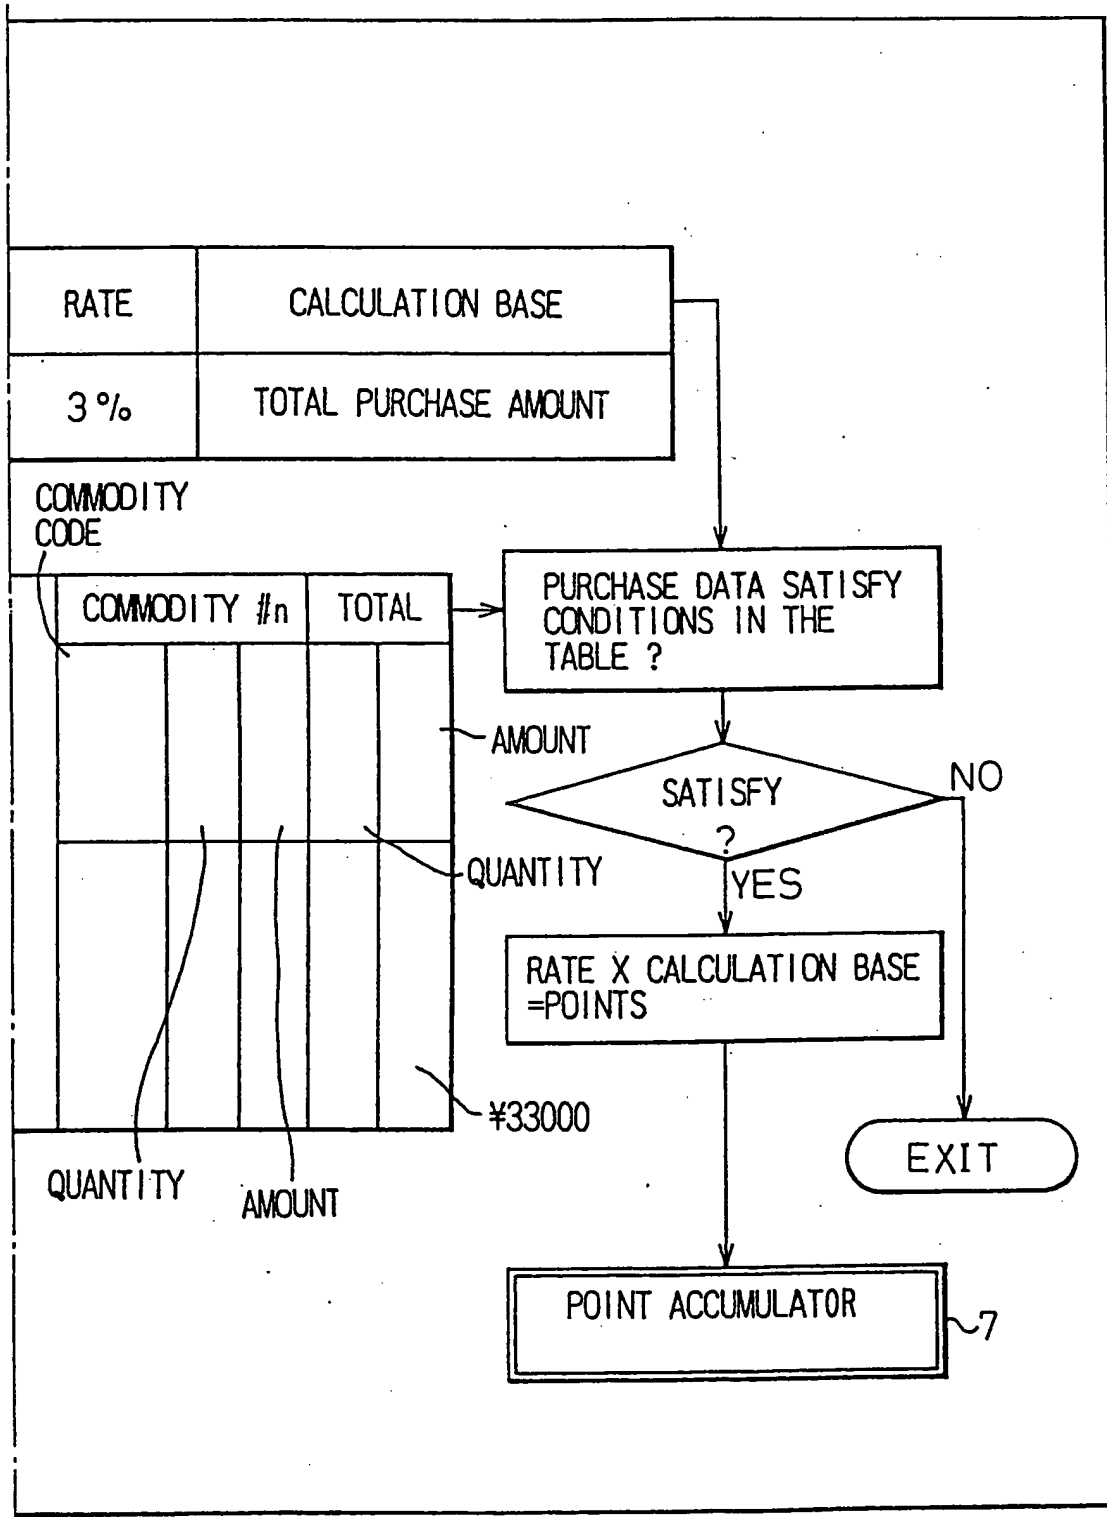 RATE
CALCULATION BASE
3%
TOTAL PURCHASE AMOUNT
COMMODITY
CODE
COMMODITY #n
TOTAL
PURCHASE DATA SATISFY
CONDITIONS IN THE
TABLE ?
AMOUNT
SATISFY
?
NO
QUANTITY
YES
RATE X CALCULATION BASE
=POINTS
¥33000
EXIT
QUANTITY
AMOUNT
POINT ACCUMULATOR
7